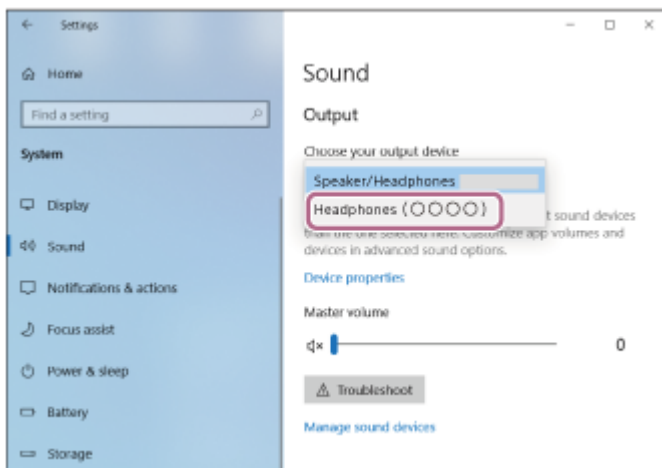 Settings
Home
Find a setting
System
Display
Sound
Notifications & actions
Focus assist
Power & sleep
Battery
Storage
Sound
Output
Choose your output device
Speaker/Headphones
Headphones (○○○○)
t sound devices
than the one selected here. Customize app volumes and
devices in advanced sound options.
Device properties
Master volume
0
Troubleshoot
Manage sound devices